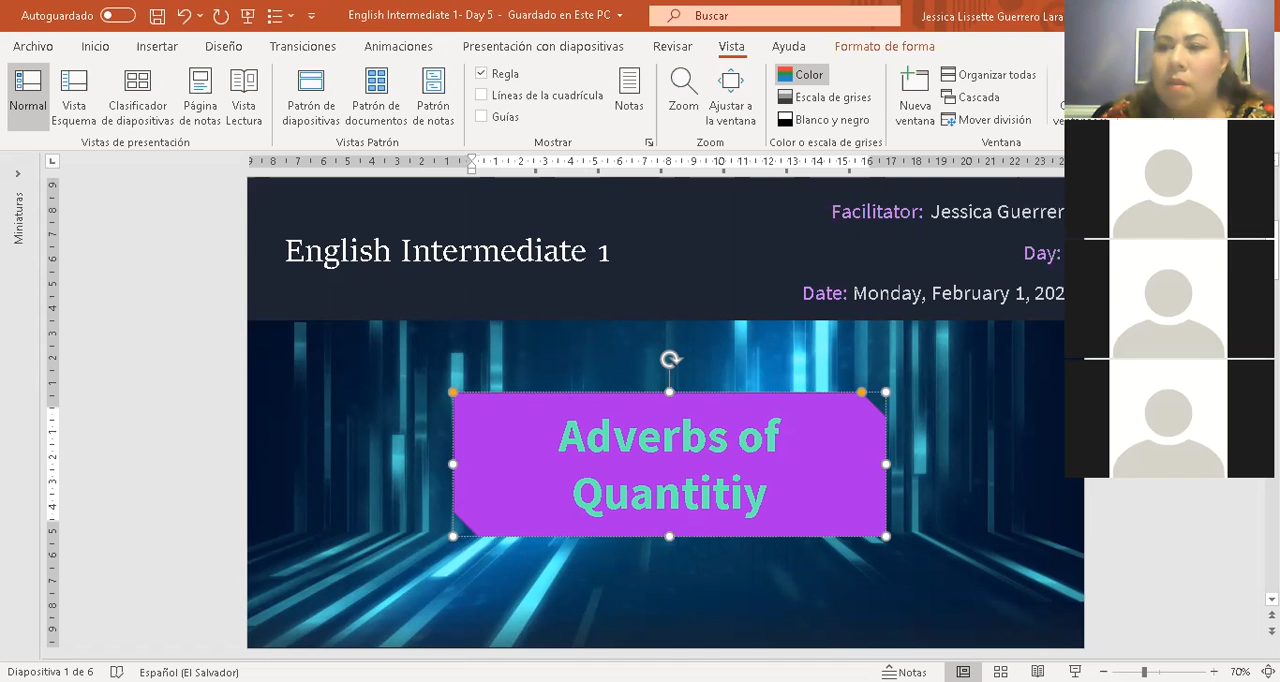 Autoguardado
English Intermediate 1- Day 5 - Guardado en Este PC
Buscar
Jessica Lissette Guerrero Lara
Archivo Inicio Insertar Diseño Transiciones Animaciones Presentación con diapositivas Revisar Vista Ayuda Formato de forma
Normal
Vista Esquema
Clasificador de diapositivas
Página de notas
Vista Lectura
Vistas de presentación
Patrón de diapositivas
Patrón de documentos
Patrón de notas
Vistas Patrón
Regla
Líneas de la cuadrícula
Guías
Notas
Mostrar
Zoom
Ajustar a la ventana
Zoom
Color
Escala de grises
Blanco y negro
Color o escala de grises
Nueva ventana
Organizar todas
Cascada
Mover división
Ventana
Miniaturas
English Intermediate 1
Facilitator: Jessica Guerrer
Day:
Date: Monday, February 1, 202
Adverbs of
Quantitiy
Diapositiva 1 de 6
Español (El Salvador)
Notas
70%